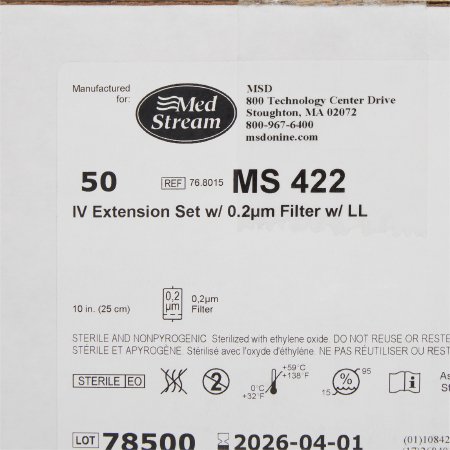 Manufactured for:
Med Stream
MSD
800 Technology Center Drive
Stoughton, MA 02072
800-967-6400
msdonine.com
50 REF 76.8015 MS 422
IV Extension Set w/ 0.2µm Filter w/ LL
10 in. (25 cm) 0,2 µ 0,2µm Filter
STERILE AND NONPYROGENIC Sterilized with ethylene oxide. DO NOT REUSE OR RESTE
STÉRILE ET APYROGÈNE Stérilisé avec l'oxyde d'éthylène. NE PAS RÉUTILISER OU REST
STERILE EO 2 0°C +32°F +59°C +138°F 15 % 95 i As
St
LOT 78500 2026-04-01 (01)10842